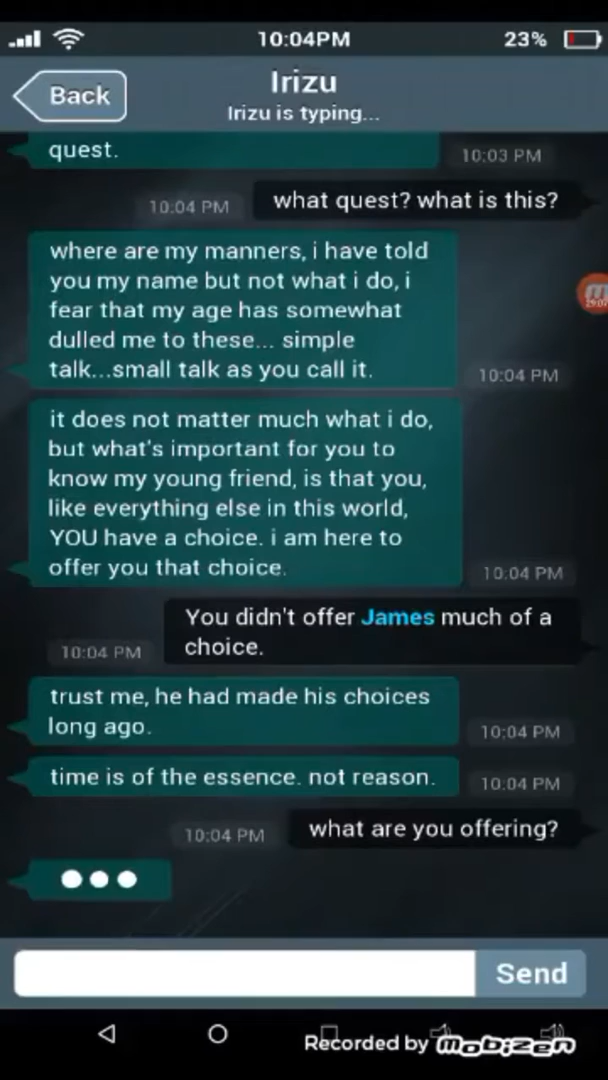 10:04PM
23%
Back
Irizu
Irizu is typing...
quest.
10:03 PM
10:04 PM
what quest? what is this?
where are my manners, i have told
you my name but not what i do, i
fear that my age has somewhat
dulled me to these... simple
talk...small talk as you call it.
10:04 PM
it does not matter much what i do,
but what's important for you to
know my young friend, is that you,
like everything else in this world,
YOU have a choice. i am here to
offer you that choice.
10:04 PM
You didn't offer James much of a
choice.
10:04 PM
trust me, he had made his choices
long ago.
10:04 PM
time is of the essence. not reason.
10:04 PM
10:04 PM
what are you offering?
Send
Recorded by mobizen